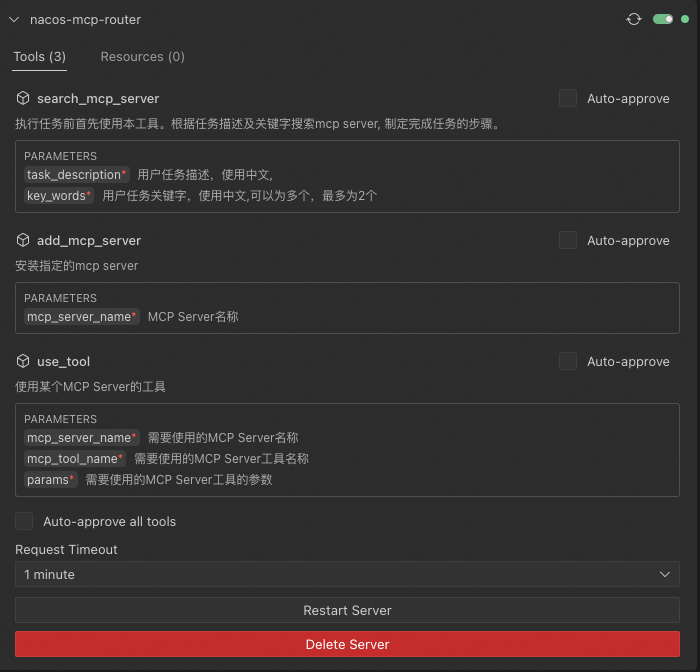 nacos-mcp-router
Tools (3) Resources (0)
search_mcp_server Auto-approve
执行任务前首先使用本工具。根据任务描述及关键字搜索mcp server, 制定完成任务的步骤。
PARAMETERS
task_description* 用户任务描述，使用中文,
key_words* 用户任务关键字，使用中文,可以为多个，最多为2个
add_mcp_server Auto-approve
安装指定的mcp server
PARAMETERS
mcp_server_name* MCP Server名称
use_tool Auto-approve
使用某个MCP Server的工具
PARAMETERS
mcp_server_name* 需要使用的MCP Server名称
mcp_tool_name* 需要使用的MCP Server工具名称
params* 需要使用的MCP Server工具的参数
Auto-approve all tools
Request Timeout
1 minute
Restart Server
Delete Server